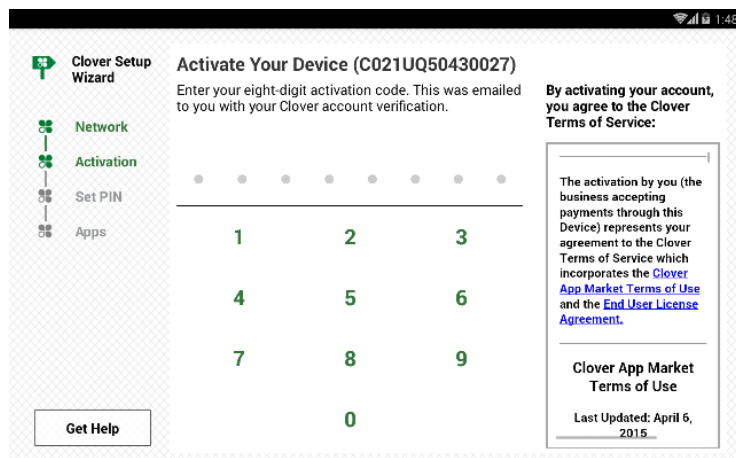 1:48
Clover Setup
Wizard
Network
Activation
Set PIN
Apps
Get Help
Activate Your Device (C021UQ50430027)
Enter your eight-digit activation code. This was emailed
to you with your Clover account verification.
1 2 3
4 5 6
7 8 9
0
By activating your account,
you agree to the Clover
Terms of Service:
The activation by you (the
business accepting
payments through this
Device) represents your
agreement to the Clover
Terms of Service which
incorporates the Clover
App Market Terms of Use
and the End User License
Agreement.
Clover App Market
Terms of Use
Last Updated: April 6,
2015